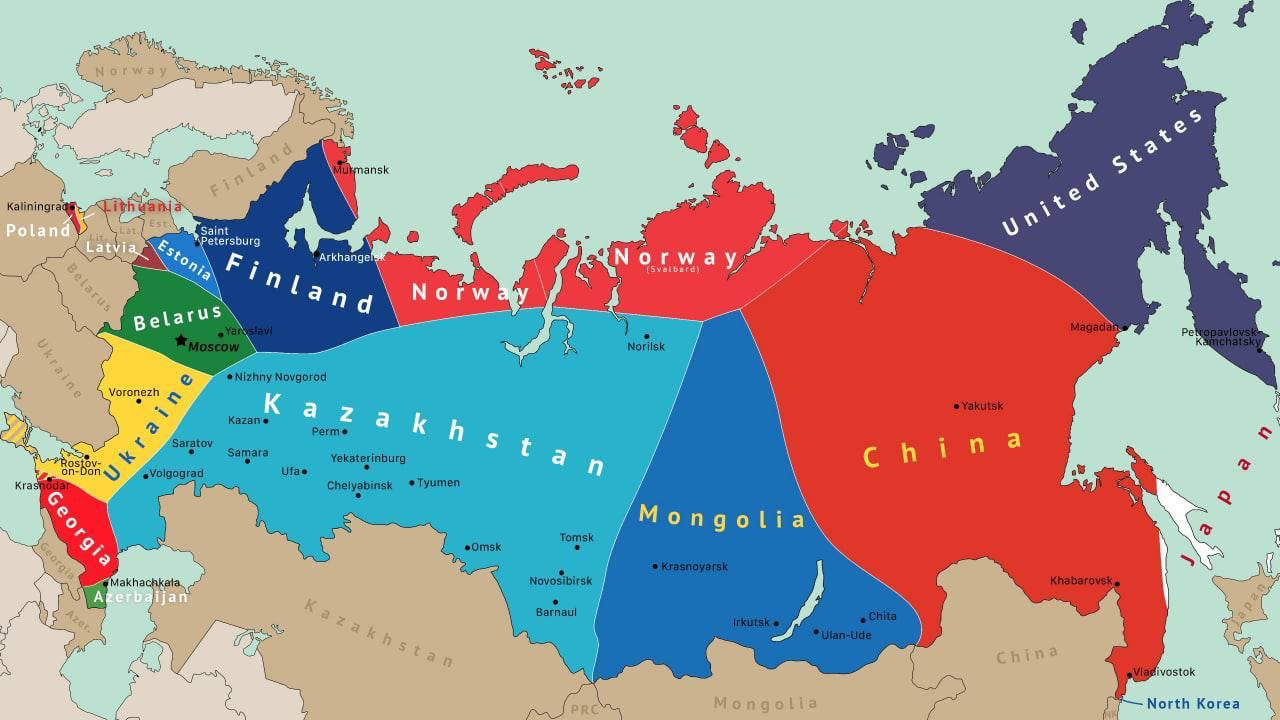 Norway
United States
Finland
Murmansk
Kaliningrad
Lithuania
Poland
Lit.
Lat.
Est.
Latvia
Estonia
Saint
Petersburg
Arkhangelsk
Finland
Norway
Norway
(Svalbard)
Belarus
Belarus
Yaroslavl
Moscow
Magadan
Petropavlovsk-
Kamchatsky
Norilsk
Ukraine
Nizhny Novgorod
Voronezh
Ukraine
Kazakhstan
Kazan
Perm
Yakutsk
China
Japan
Saratov
Samara
Yekaterinburg
Ufa
Volgograd
Chelyabinsk
Tyumen
Rostov-
on-Don
Krasnodar
Georgia
Mongolia
Omsk
Tomsk
Krasnoyarsk
Georgia
Makhachkala
Azerbaijan
Azer.
Novosibirsk
Barnaul
Khabarovsk
Japan
Irkutsk
Chita
Ulan-Ude
Kazakhstan
China
Vladivostok
PRC
Mongolia
North Korea
NK